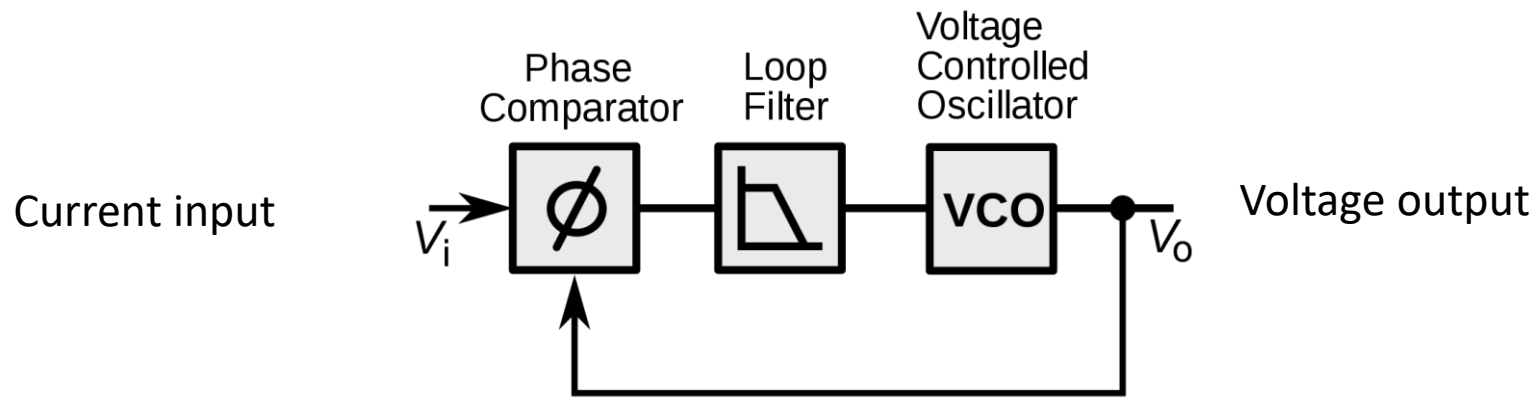 Phase
Comparator
Loop
Filter
Voltage
Controlled
Oscillator
Current input
Vi
VCO
Vo
Voltage output